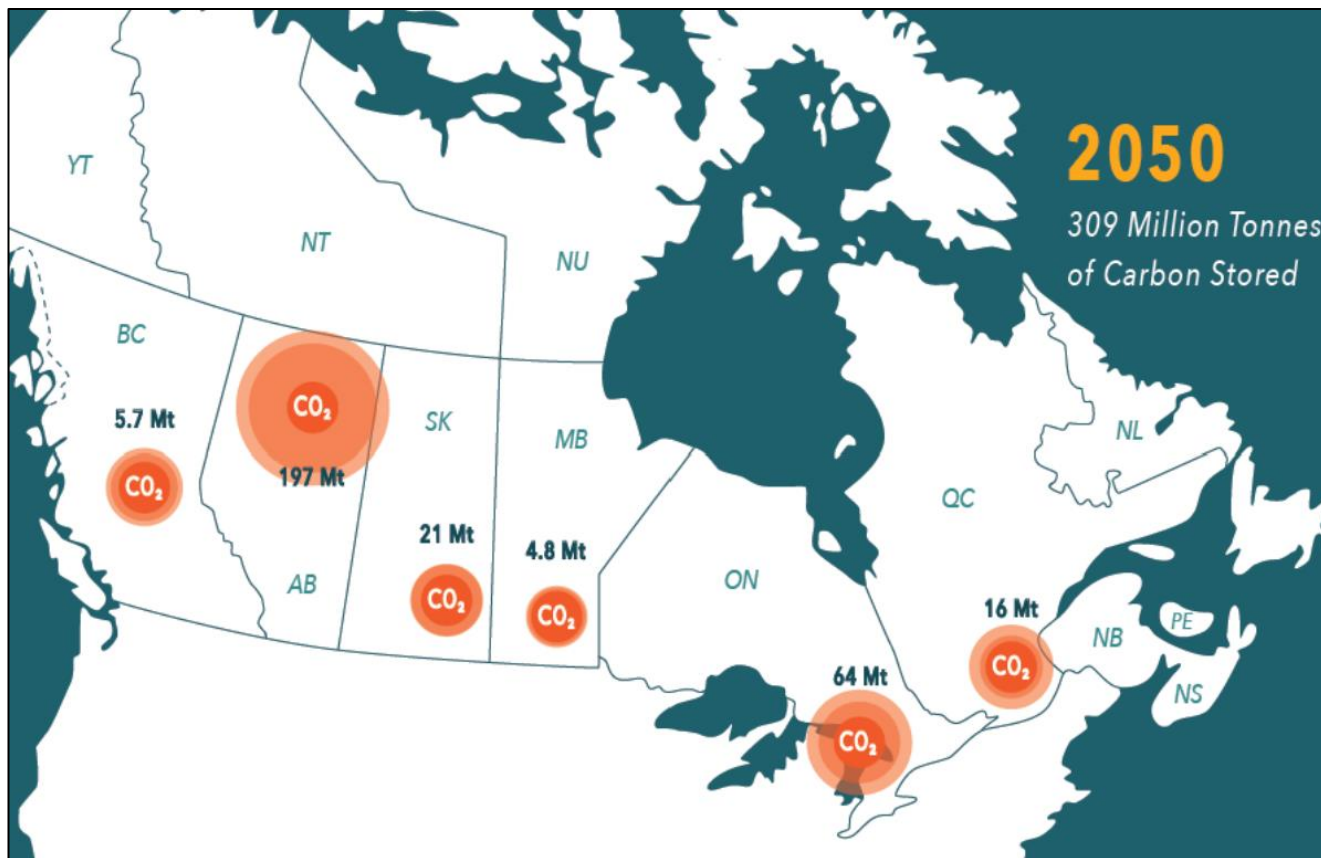 2050
309 Million Tonnes
of Carbon Stored
YT
NT
NU
BC
5.7 Mt
CO₂
CO₂
197 Mt
AB
SK
21 Mt
CO₂
MB
4.8 Mt
CO₂
ON
64 Mt
CO₂
QC
16 Mt
CO₂
NL
NB
PE
NS